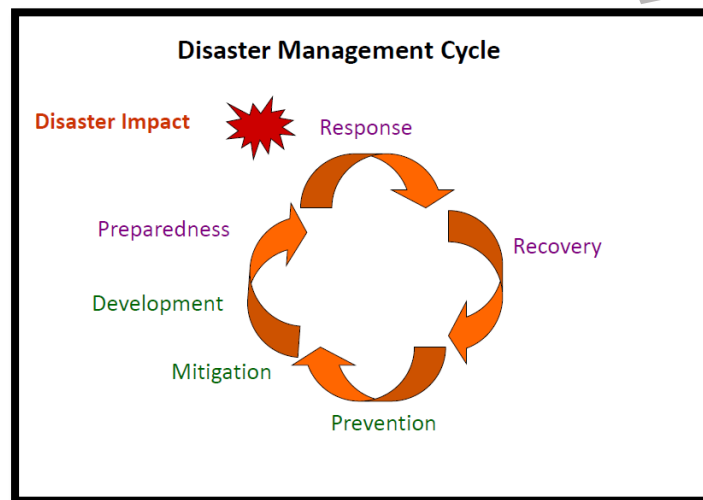 Disaster Management Cycle
Disaster Impact
Response
Preparedness
Recovery
Development
Mitigation
Prevention